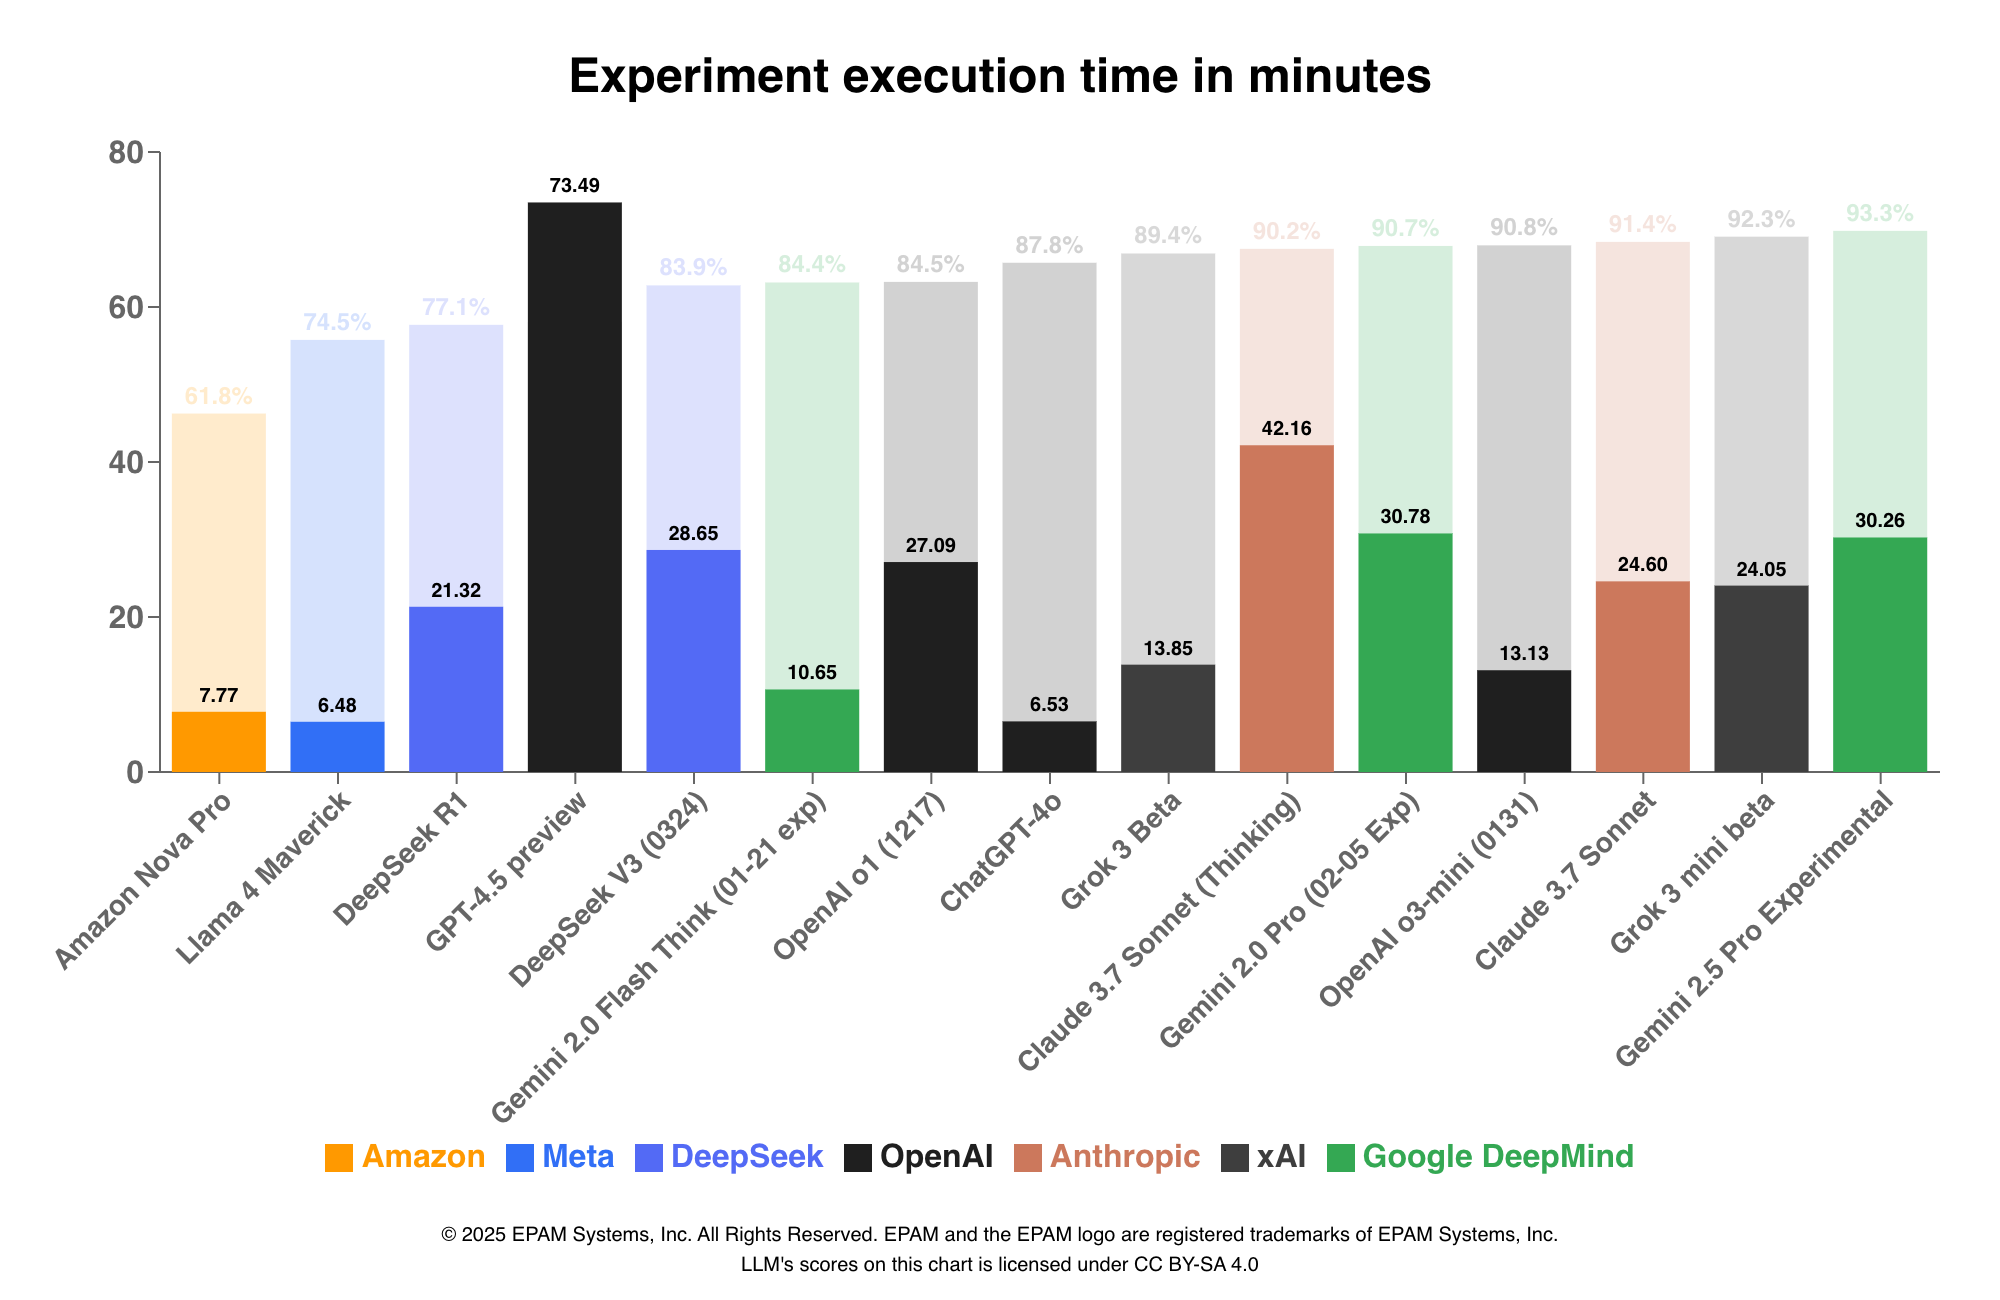 Experiment execution time in minutes
80
60
40
20
0
61.8%
74.5%
77.1%
73.49
83.9%
84.4%
84.5%
87.8%
89.4%
90.2%
90.7%
90.8%
91.4%
92.3%
93.3%
7.77
6.48
21.32
28.65
10.65
27.09
6.53
13.85
42.16
30.78
13.13
24.60
24.05
30.26
Amazon Nova Pro
Llama 4 Maverick
DeepSeek R1
GPT-4.5 preview
DeepSeek V3 (0324)
Gemini 2.0 Flash Think (01-21 exp)
OpenAI o1 (1217)
ChatGPT-4o
Grok 3 Beta
Claude 3.7 Sonnet (Thinking)
Gemini 2.0 Pro (02-05 Exp)
OpenAI o3-mini (0131)
Claude 3.7 Sonnet
Grok 3 mini beta
Gemini 2.5 Pro Experimental
Amazon Meta DeepSeek OpenAI Anthropic xAI Google DeepMind
© 2025 EPAM Systems, Inc. All Rights Reserved. EPAM and the EPAM logo are registered trademarks of EPAM Systems, Inc.
LLM's scores on this chart is licensed under CC BY-SA 4.0